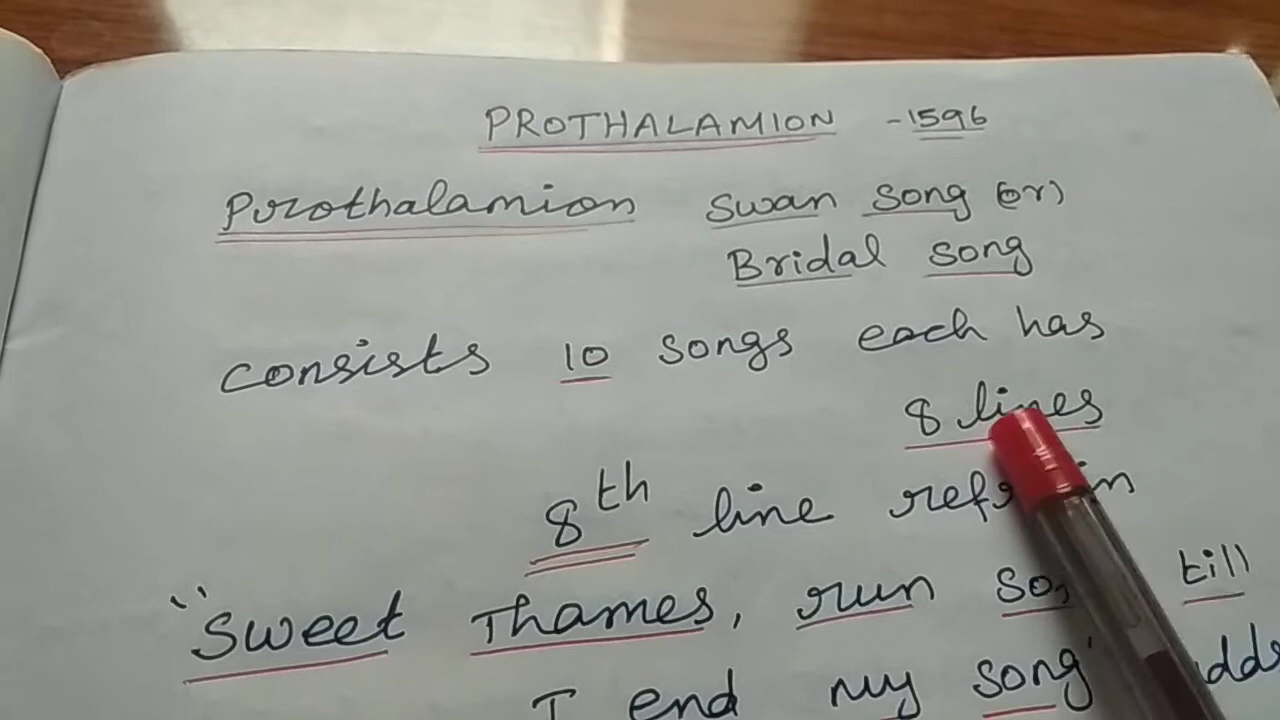 PROTHALAMION - 1596
Prothalamion swan song (or)
Bridal song
consists 10 songs each has
8 lines
8th line
"Sweet Thames, run till
I end my song"